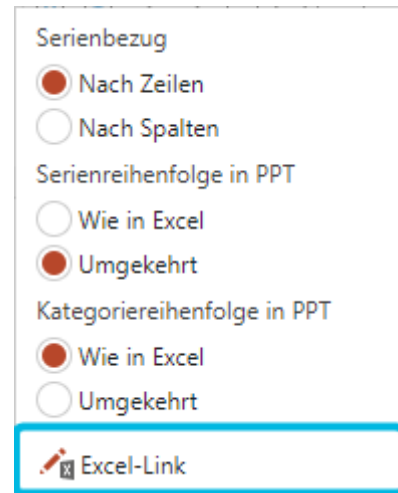 Serienbezug
Nach Zeilen
Nach Spalten
Serienreihenfolge in PPT
Wie in Excel
Umgekehrt
Kategoriereihenfolge in PPT
Wie in Excel
Umgekehrt
Excel-Link